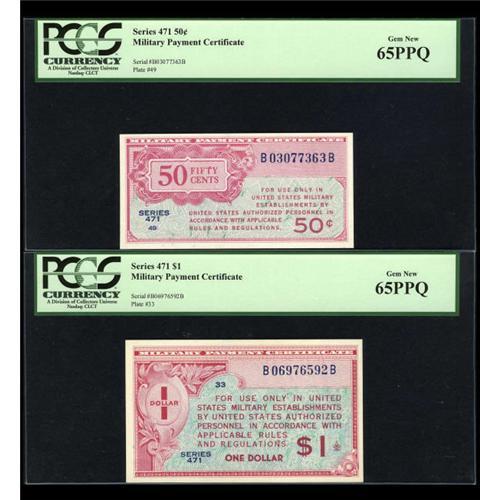 PCGS
CURRENCY
A Division of Collectors Universe
Nasdaq: CLCT
Series 471 50¢
Military Payment Certificate
Serial #B03077363B
Plate #49
Gem New
65PPQ
MILITARY PAYMENT CERTIFICATE
B03077363B
50 FIFTY CENTS
FOR USE ONLY IN
UNITED STATES MILITARY
ESTABLISHMENTS BY
UNITED STATES AUTHORIZED PERSONNEL IN
ACCORDANCE WITH APPLICABLE
RULES AND REGULATIONS.
SERIES
471
49
50¢
PCGS
CURRENCY
A Division of Collectors Universe
Nasdaq: CLCT
Series 471 $1
Military Payment Certificate
Serial #B06976592B
Plate #33
Gem New
65PPQ
MILITARY PAYMENT CERTIFICATE
B06976592B
33
1
DOLLAR
FOR USE ONLY IN UNITED
STATES MILITARY ESTABLISHMENTS
BY UNITED STATES AUTHORIZED
PERSONNEL IN ACCORDANCE WITH
APPLICABLE RULES
AND REGULATIONS.
SERIES
471
ONE DOLLAR
$1